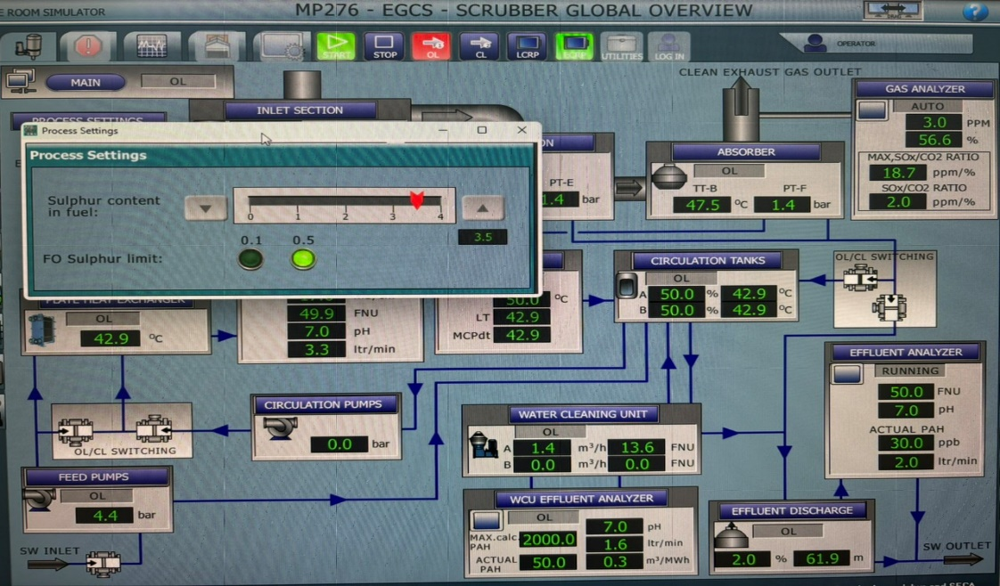 E ROOM SIMULATOR
MP276 - EGCS - SCRUBBER GLOBAL OVERVIEW
START
STOP
OL
CL
LCRP
EGRP
UTILITIES
LOG IN
OPERATOR
MAIN
OL
CLEAN EXHAUST GAS OUTLET
PROCESS SETTINGS
INLET SECTION
GAS ANALYZER
AUTO
3.0 PPM
56.6 %
MAX,SOx/CO2 RATIO
18.7 ppm/%
SOx/CO2 RATIO
2.0 ppm/%
Process Settings
Process Settings
Sulphur content
in fuel:
0 1 2 3 4
3.5
0.1 0.5
FO Sulphur limit:
ON
PT-E
1.4 bar
ABSORBER
OL
TT-B PT-F
47.5 °C 1.4 bar
OL/CL SWITCHING
CIRCULATION TANKS
OL
A 50.0 % 42.9 °C
B 50.0 % 42.9 °C
PLATE HEAT EXCHANGER
OL
42.9 °C
49.9 FNU
7.0 pH
3.3 ltr/min
50.0 °C
LT 42.9
MCPdt 42.9
EFFLUENT ANALYZER
RUNNING
50.0 FNU
7.0 pH
ACTUAL PAH
30.0 ppb
2.0 ltr/min
CIRCULATION PUMPS
0.0 bar
OL/CL SWITCHING
WATER CLEANING UNIT
OL
A 1.4 m³/h 13.6 FNU
B 0.0 m³/h 0.0 FNU
FEED PUMPS
OL
4.4 bar
WCU EFFLUENT ANALYZER
OL
MAX.calc.
PAH 2000.0
ACTUAL
PAH 50.0
7.0 pH
1.6 ltr/min
0.3 m³/MWh
EFFLUENT DISCHARGE
OL
2.0 % 61.9 m
SW INLET
SW OUTLET